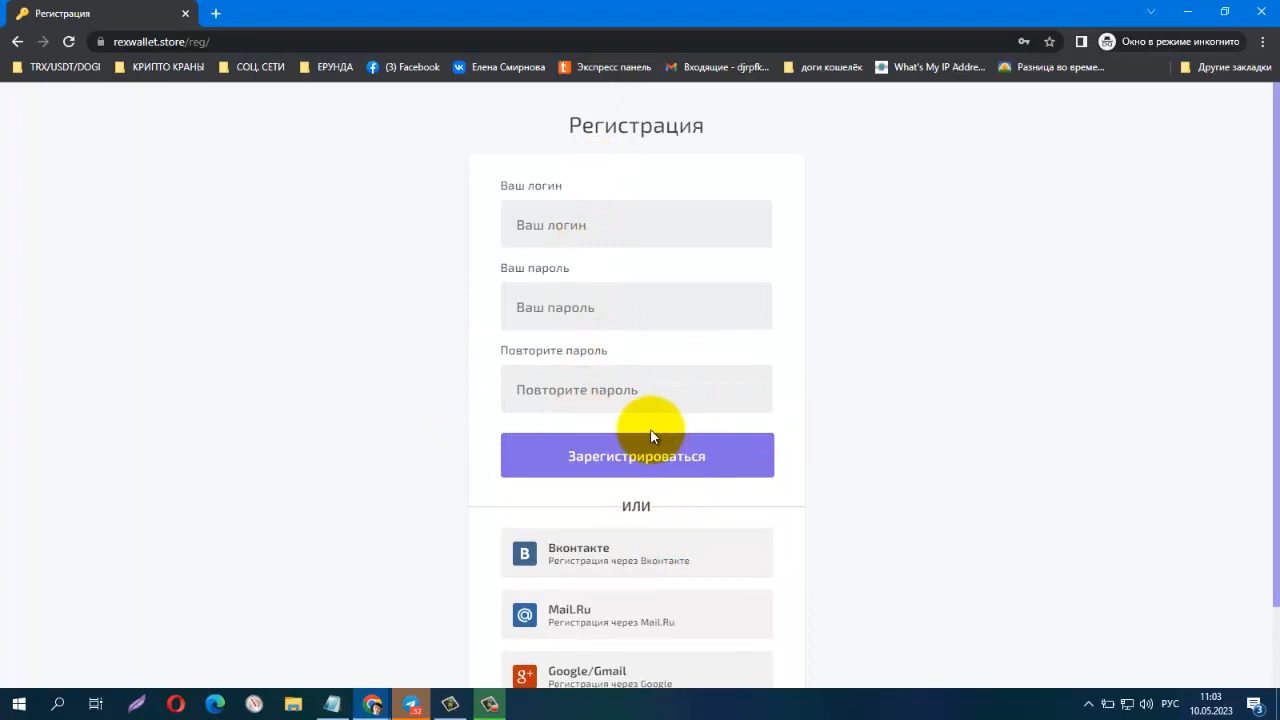 Регистрация
rexwallet.store/reg/
Окно в режиме инкогнито
TRX/USDT/DOGI
КРИПТО КРАНЫ
СОЦ. СЕТИ
ЕРУНДА
(3) Facebook
Елена Смирнова
Экспресс панель
Входящие - djrpfk...
доги кошелёк
What's My IP Addre...
Разница во време...
Другие закладки
Регистрация
Ваш логин
Ваш логин
Ваш пароль
Ваш пароль
Повторите пароль
Повторите пароль
Зарегистрироваться
ИЛИ
B
Вконтакте
Регистрация через Вконтакте
@
Mail.Ru
Регистрация через Mail.Ru
g+
Google/Gmail
Регистрация через Google
32
РУС
11:03
10.05.2023
3